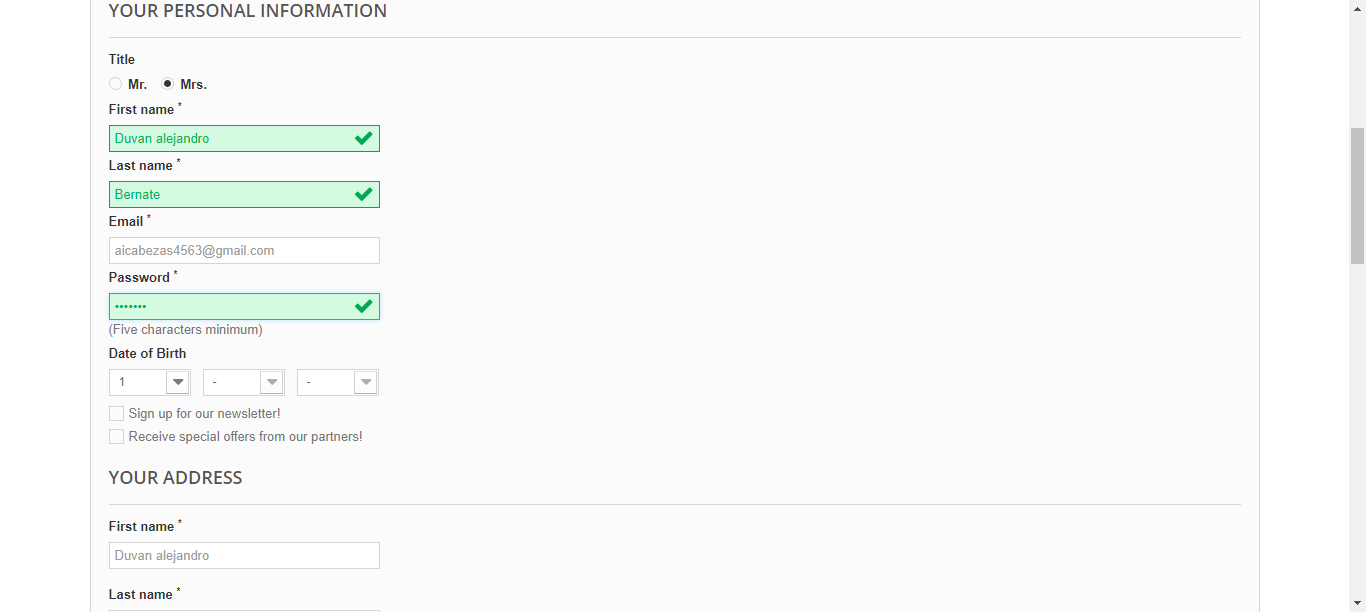 YOUR PERSONAL INFORMATION
Title
Mr. Mrs.
First name *
Duvan alejandro
Last name *
Bernate
Email *
aicabezas4563@gmail.com
Password *
•••••••
(Five characters minimum)
Date of Birth
1 - -
Sign up for our newsletter!
Receive special offers from our partners!
YOUR ADDRESS
First name *
Duvan alejandro
Last name *